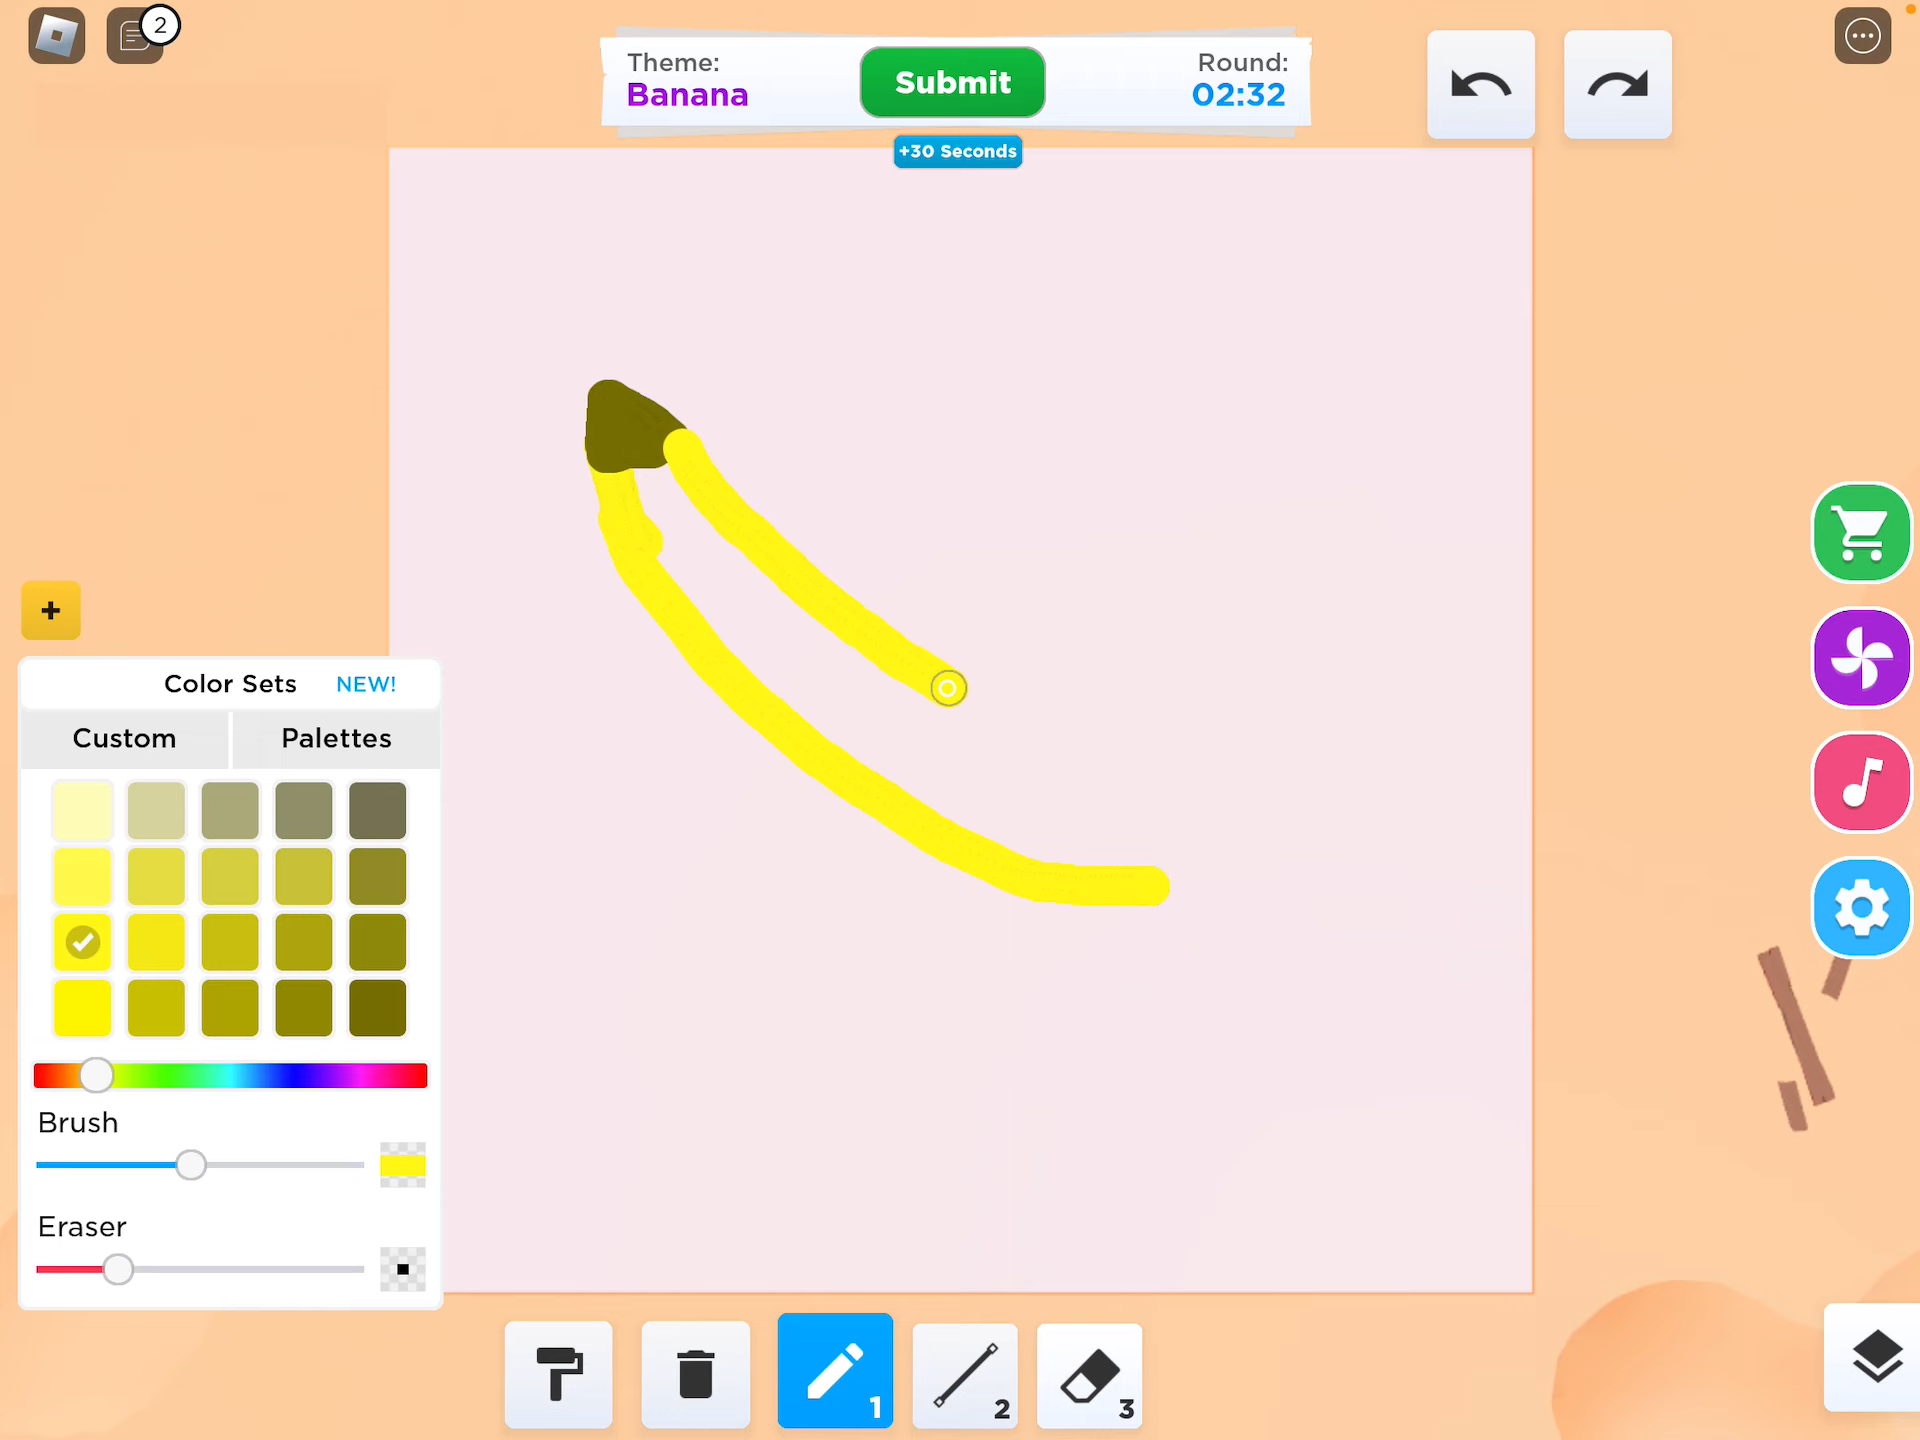 2
Theme:
Banana
Submit
Round:
02:32
+30 Seconds
+
Color Sets NEW!
Custom Palettes
Brush
Eraser
1
2
3